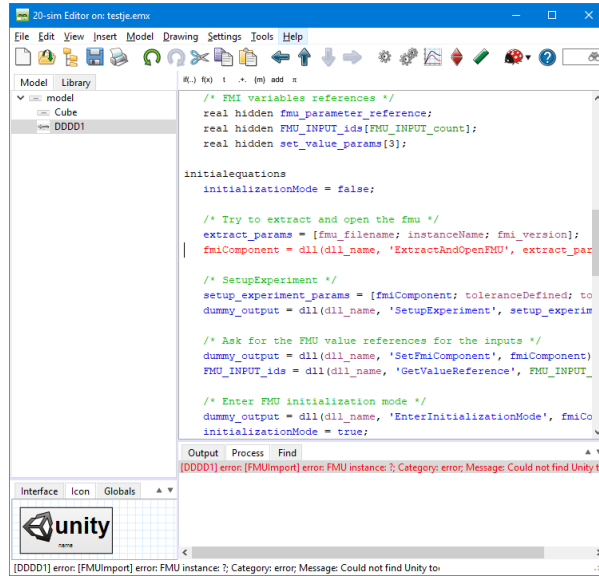 20-sim Editor on: testje.emx
File Edit View Insert Model Drawing Settings Tools Help
Model Library
if(..) f(x) t .+. {m} add π
model
Cube
DDDD1
/* FMI variables references */
real hidden fmu_parameter_reference;
real hidden FMU_INPUT_ids[FMU_INPUT_count];
real hidden set_value_params[3];
initialequations
initializationMode = false;
/* Try to extract and open the fmu */
extract_params = [fmu_filename; instanceName; fmi_version];
fmiComponent = dll(dll_name, 'ExtractAndOpenFMU', extract_par
/* SetupExperiment */
setup_experiment_params = [fmiComponent; toleranceDefined; to
dummy_output = dll(dll_name, 'SetupExperiment', setup_experim
/* Ask for the FMU value references for the inputs */
dummy_output = dll(dll_name, 'SetFmiComponent', fmiComponent)
FMU_INPUT_ids = dll(dll_name, 'GetValueReference', FMU_INPUT_
/* Enter FMU initialization mode */
dummy_output = dll(dll_name, 'EnterInitializationMode', fmiCo
initializationMode = true;
Output Process Find
[DDDD1] error: [FMUImport] error: FMU instance: ?; Category: error; Message: Could not find Unity t
Interface Icon Globals
unity
name
[DDDD1] error: [FMUImport] error: FMU instance: ?; Category: error; Message: Could not find Unity to